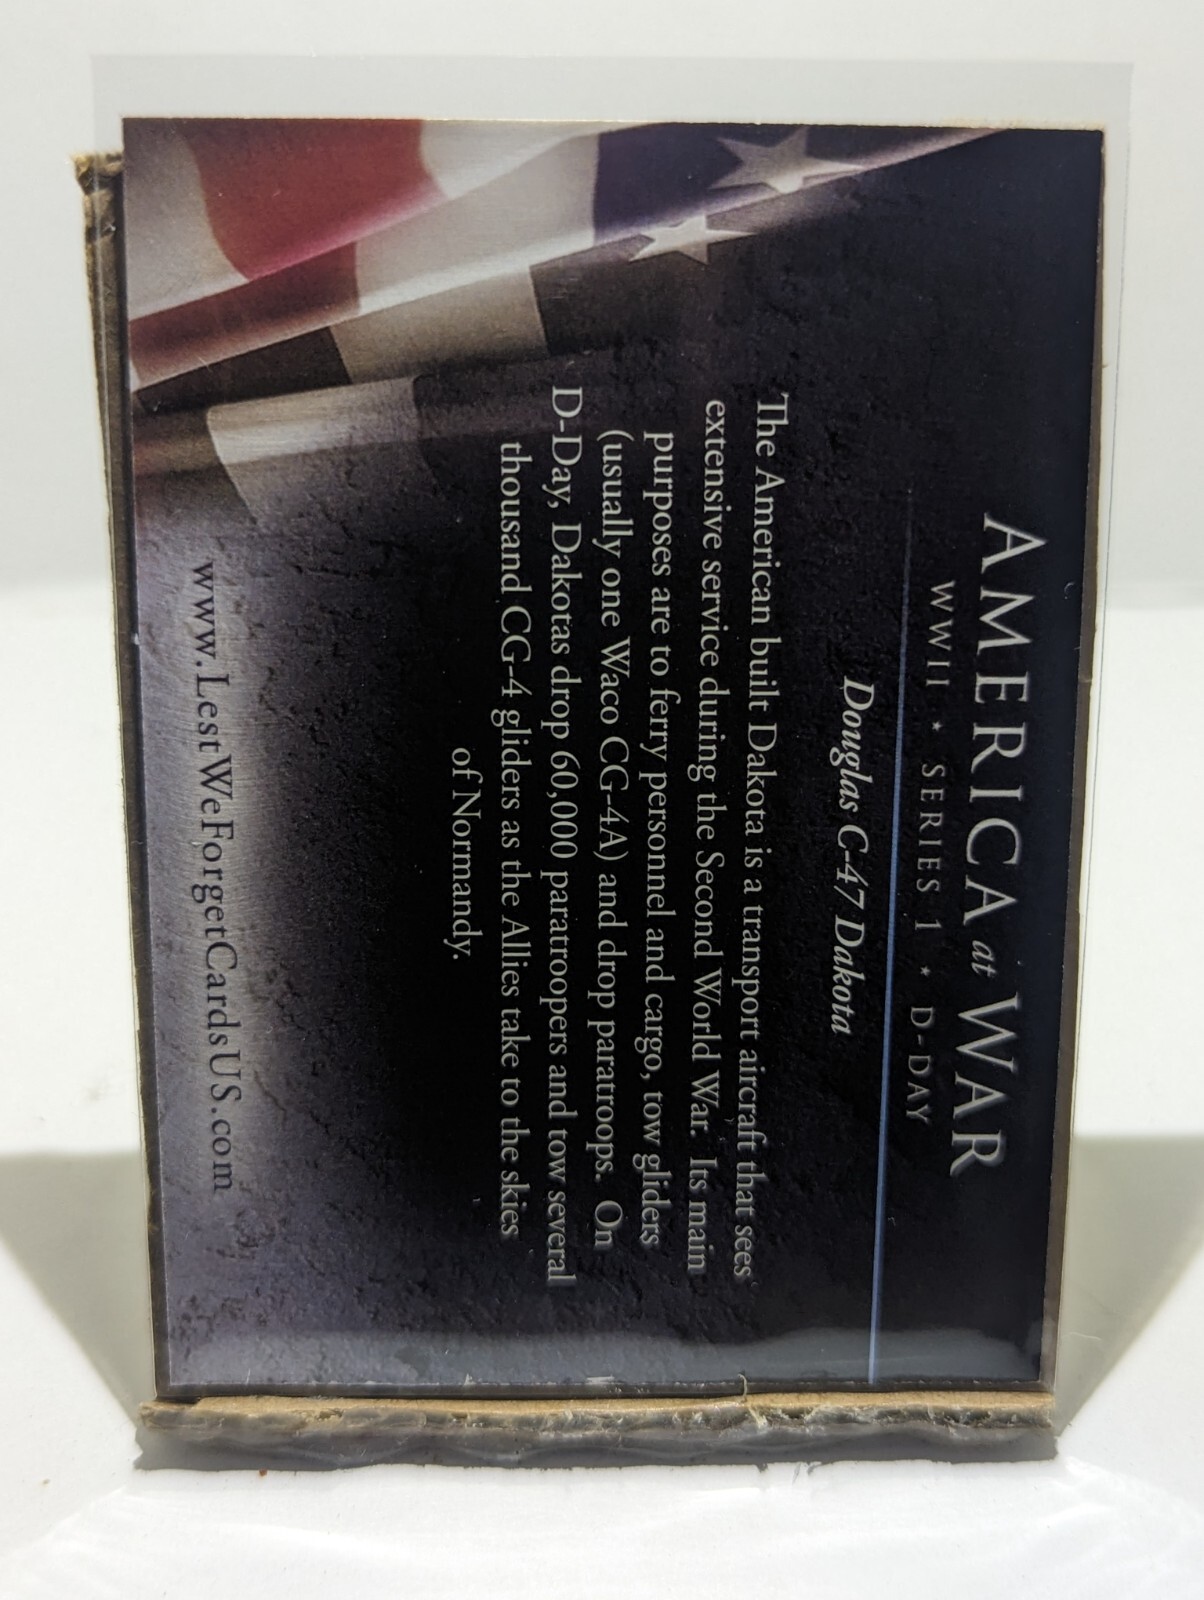 AMERICA at WAR
WWII ★ SERIES 1 ★ D-DAY
Douglas C-47 Dakota
The American built Dakota is a transport aircraft that sees
extensive service during the Second World War. Its main
purposes are to ferry personnel and cargo, tow gliders
(usually one Waco CG-4A) and drop paratroops. On
D-Day, Dakotas drop 60,000 paratroopers and tow several
thousand CG-4 gliders as the Allies take to the skies
of Normandy.
www.LestWeForgetCardsUS.com